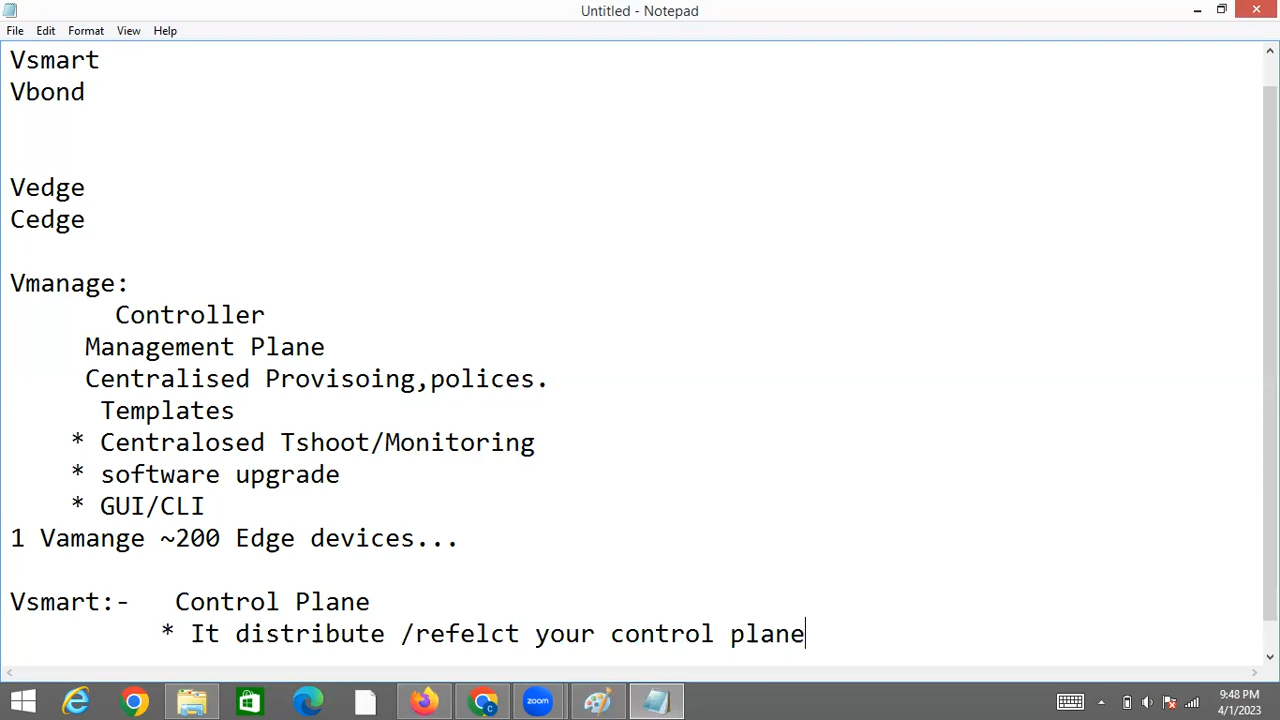 Untitled - Notepad
File Edit Format View Help
Vsmart
Vbond
Vedge
Cedge
Vmanage:
Controller
Management Plane
Centralised Provisoing,polices.
Templates
* Centralosed Tshoot/Monitoring
* software upgrade
* GUI/CLI
1 Vamange ~200 Edge devices...
Vsmart:- Control Plane
* It distribute /refelct your control plane
zoom
9:48 PM
4/1/2023